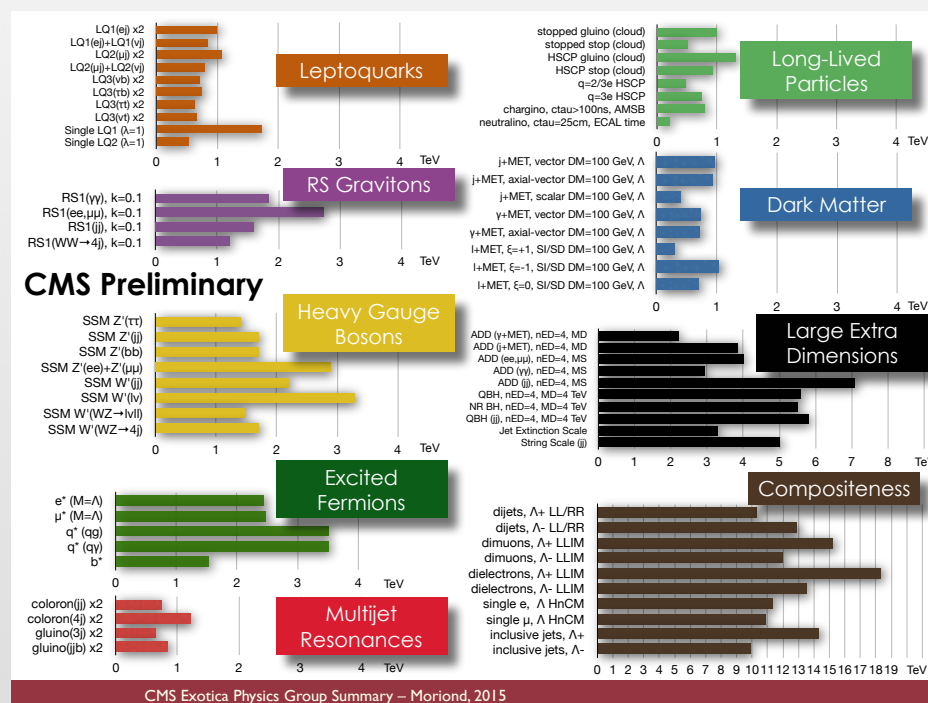 LQ1(ej) x2
LQ1(ej)+LQ1(νj)
LQ2(μj) x2
LQ2(μj)+LQ2(νj)
LQ3(νb) x2
LQ3(τb) x2
LQ3(τt) x2
LQ3(νt) x2
Single LQ1 (λ=1)
Single LQ2 (λ=1)
0 1 2 3 4 TeV
Leptoquarks
RS1(γγ), k=0.1
RS1(ee,μμ), k=0.1
RS1(jj), k=0.1
RS1(WW→4j), k=0.1
0 1 2 3 4 TeV
RS Gravitons
CMS Preliminary
SSM Z'(ττ)
SSM Z'(jj)
SSM Z'(bb)
SSM Z'(ee)+Z'(μμ)
SSM W'(jj)
SSM W'(lν)
SSM W'(WZ→lνll)
SSM W'(WZ→4j)
0 1 2 3 4 TeV
Heavy Gauge
Bosons
e* (M=Λ)
μ* (M=Λ)
q* (qg)
q* (qγ)
b*
0 1 2 3 4 TeV
Excited
Fermions
coloron(jj) x2
coloron(4j) x2
gluino(3j) x2
gluino(jjb) x2
0 1 2 3 4 TeV
Multijet
Resonances
stopped gluino (cloud)
stopped stop (cloud)
HSCP gluino (cloud)
HSCP stop (cloud)
q=2/3e HSCP
q=3e HSCP
chargino, ctau>100ns, AMSB
neutralino, ctau=25cm, ECAL time
0 1 2 3 4 TeV
Long-Lived
Particles
j+MET, vector DM=100 GeV, Λ
j+MET, axial-vector DM=100 GeV, Λ
j+MET, scalar DM=100 GeV, Λ
γ+MET, vector DM=100 GeV, Λ
γ+MET, axial-vector DM=100 GeV, Λ
l+MET, ξ=+1, SI/SD DM=100 GeV, Λ
l+MET, ξ=-1, SI/SD DM=100 GeV, Λ
l+MET, ξ=0, SI/SD DM=100 GeV, Λ
0 1 2 3 4 TeV
Dark Matter
ADD (γ+MET), nED=4, MD
ADD (j+MET), nED=4, MD
ADD (ee,μμ), nED=4, MS
ADD (γγ), nED=4, MS
ADD (jj), nED=4, MS
QBH, nED=4, MD=4 TeV
NR BH, nED=4, MD=4 TeV
QBH (jj), nED=4, MD=4 TeV
Jet Extinction Scale
String Scale (jj)
0 1 2 3 4 5 6 7 8 TeV
Large Extra
Dimensions
dijets, Λ+ LL/RR
dijets, Λ- LL/RR
dimuons, Λ+ LLIM
dimuons, Λ- LLIM
dielectrons, Λ+ LLIM
dielectrons, Λ- LLIM
single e, Λ HnCM
single μ, Λ HnCM
inclusive jets, Λ+
inclusive jets, Λ-
0 1 2 3 4 5 6 7 8 9 10 11 12 13 14 15 16 17 18 19 TeV
Compositeness
CMS Exotica Physics Group Summary – Moriond, 2015